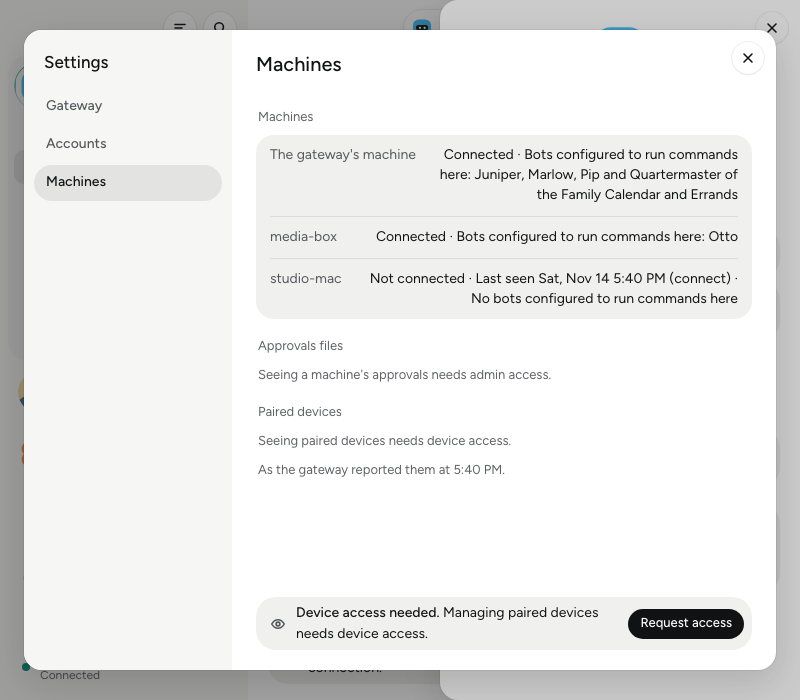 Settings
Gateway
Accounts
Machines
Machines
Machines
The gateway's machine
Connected · Bots configured to run commands
here: Juniper, Marlow, Pip and Quartermaster of
the Family Calendar and Errands
media-box
Connected · Bots configured to run commands here: Otto
studio-mac
Not connected · Last seen Sat, Nov 14 5:40 PM (connect) ·
No bots configured to run commands here
Approvals files
Seeing a machine's approvals needs admin access.
Paired devices
Seeing paired devices needs device access.
As the gateway reported them at 5:40 PM.
Device access needed. Managing paired devices
needs device access.
Request access
Connected